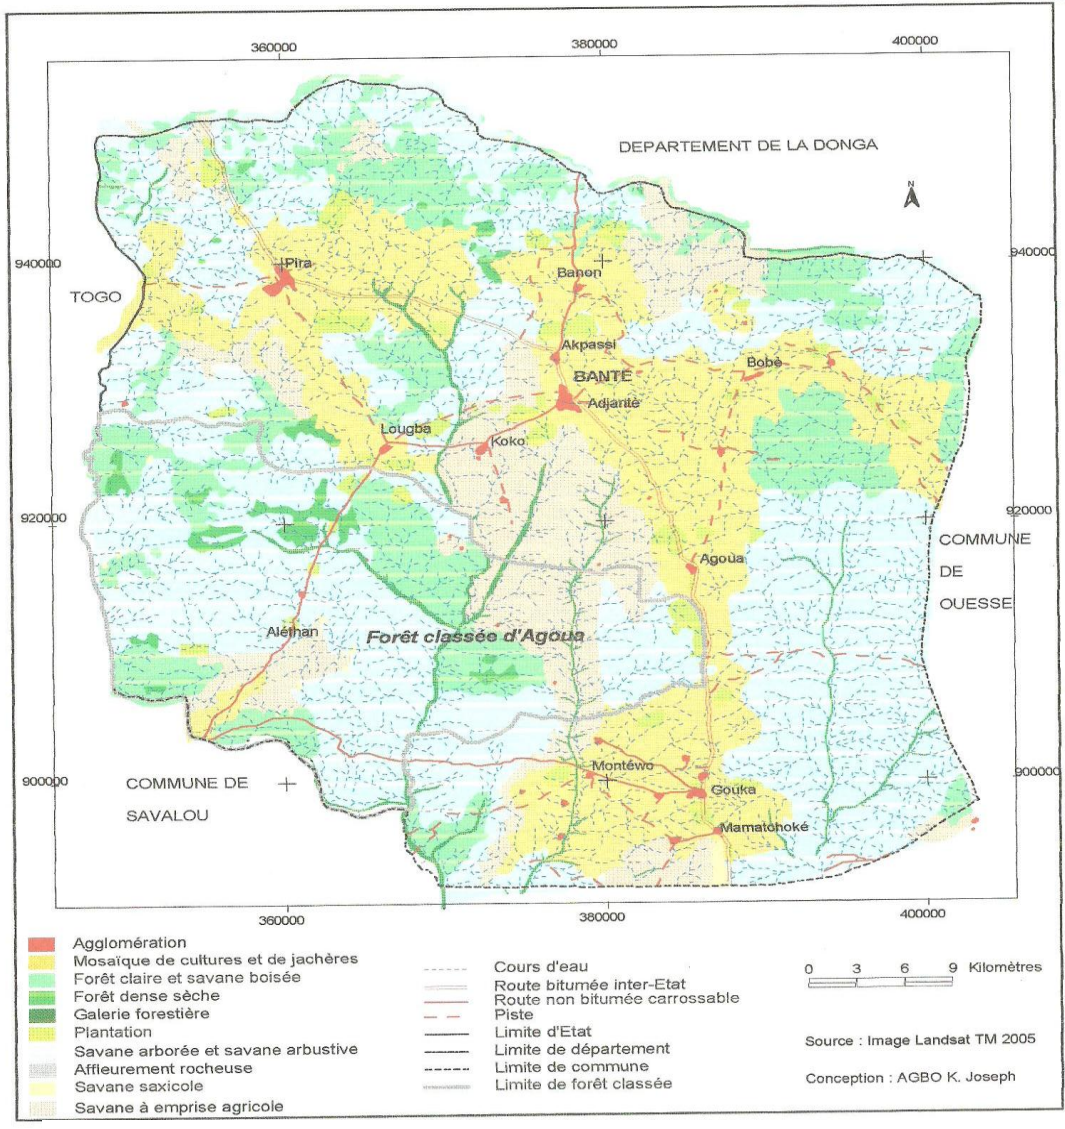 360000
380000
400000
DEPARTEMENT DE LA DONGA
N
940000
940000
Pira
Banon
TOGO
Akpassi
Bobè
BANTE
Adjantè
Lougba
Koko
920000
920000
COMMUNE
DE
OUESSE
Agoua
Aléthan
Forêt classée d'Agoua
900000
900000
COMMUNE DE
SAVALOU
Montéwo
Gouka
Mamatchoké
360000
380000
400000
Agglomération
Mosaïque de cultures et de jachères
Forêt claire et savane boisée
Forêt dense sèche
Galerie forestière
Plantation
Savane arborée et savane arbustive
Affleurement rocheuse
Savane saxicole
Savane à emprise agricole
Cours d'eau
Route bitumée inter-Etat
Route non bitumée carrossable
Piste
Limite d'Etat
Limite de département
Limite de commune
Limite de forêt classée
0 3 6 9 Kilomètres
Source : Image Landsat TM 2005
Conception : AGBO K. Joseph